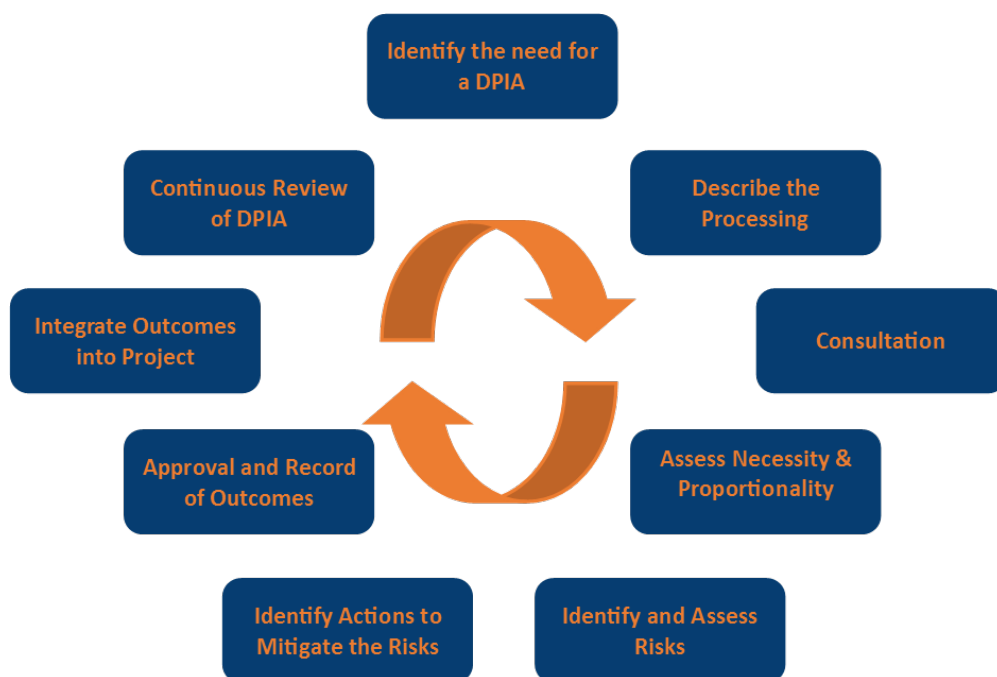 Identify the need for
a DPIA
Describe the
Processing
Consultation
Assess Necessity &
Proportionality
Identify and Assess
Risks
Identify Actions to
Mitigate the Risks
Approval and Record
of Outcomes
Integrate Outcomes
into Project
Continuous Review
of DPIA